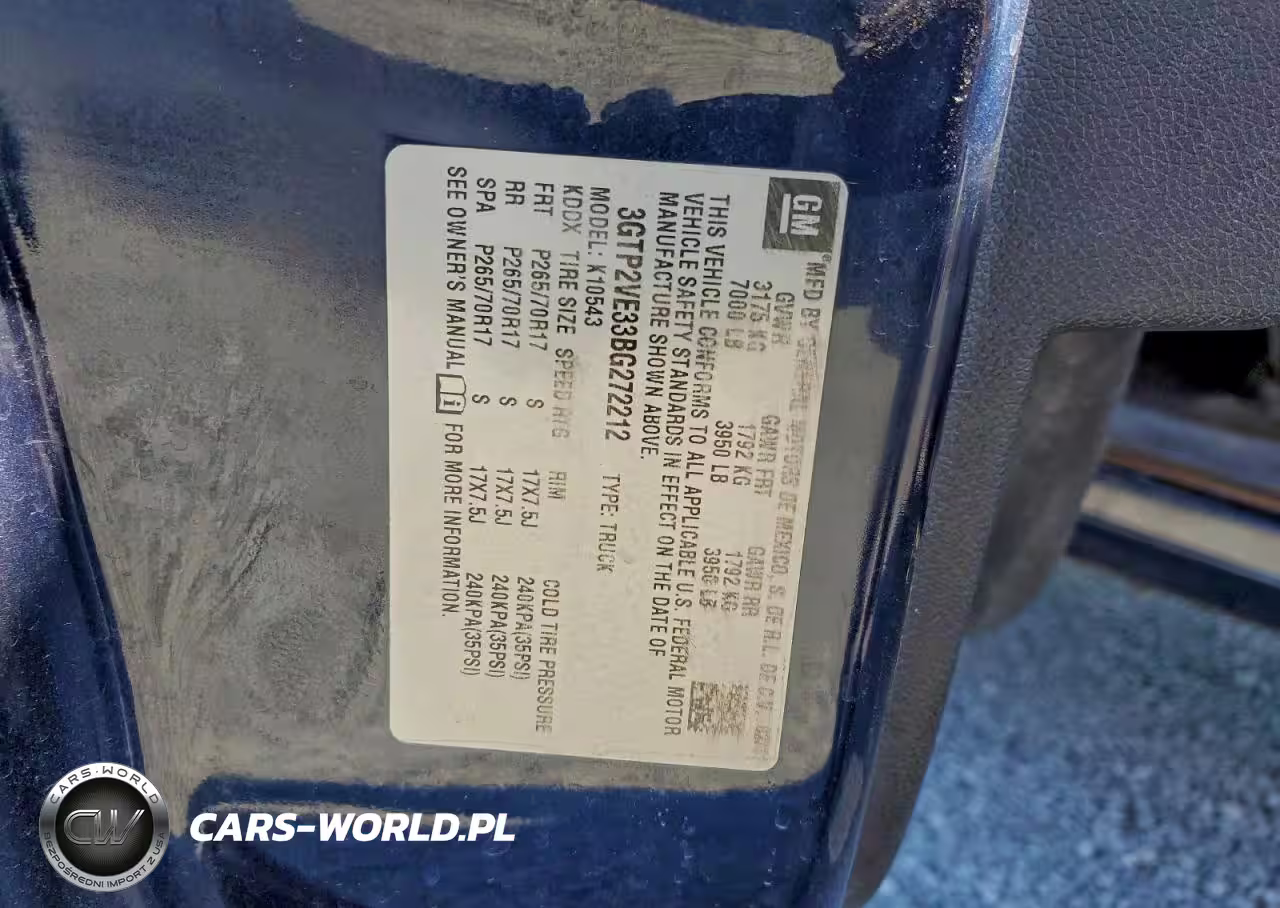 GM
MFD BY GENERAL MOTORS DE MEXICO, S. DE R.L. DE C.V.
GVWR GAWR FRT GAWR RR
3175 KG 1792 KG 1792 KG
7000 LB 3950 LB 3950 LB
THIS VEHICLE CONFORMS TO ALL APPLICABLE U.S. FEDERAL MOTOR
VEHICLE SAFETY STANDARDS IN EFFECT ON THE DATE OF
MANUFACTURE SHOWN ABOVE.
3GTP2VE33BG272212 TYPE: TRUCK
MODEL: K10543
KDDX TIRE SIZE SPEED RTG RIM COLD TIRE PRESSURE
FRT P265/70R17 S 17X7.5J 240KPA(35PSI)
RR P265/70R17 S 17X7.5J 240KPA(35PSI)
SPA P265/70R17 S 17X7.5J 240KPA(35PSI)
SEE OWNER'S MANUAL i FOR MORE INFORMATION.
CARS-WORLD
CW
BEZPOŚREDNI IMPORT Z USA
CARS-WORLD.PL